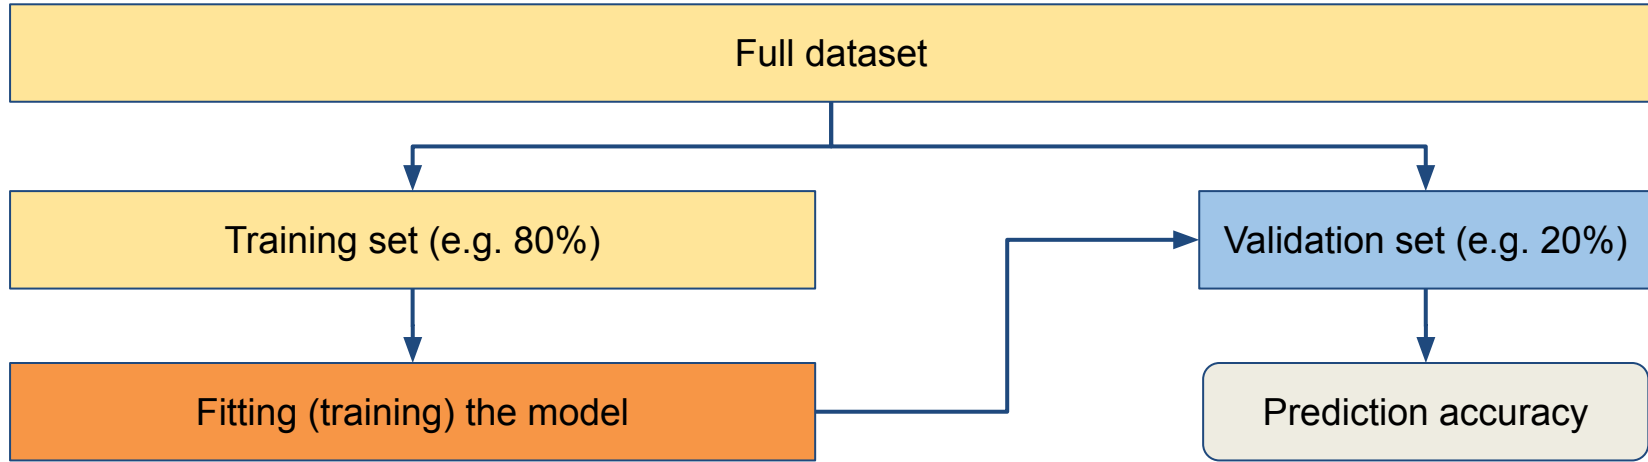 Full dataset
Training set (e.g. 80%)
Validation set (e.g. 20%)
Fitting (training) the model
Prediction accuracy